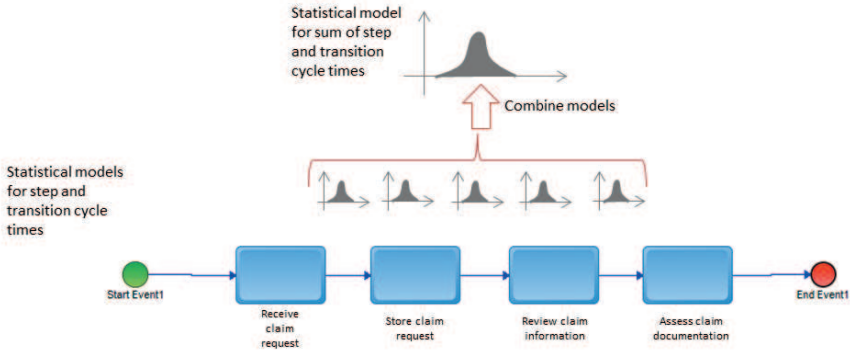 Statistical model
for sum of step
and transition
cycle times
Combine models
Statistical models
for step and
transition cycle
times
Start Event1
Receive
claim
request
Store claim
request
Review claim
information
Assess claim
documentation
End Event1